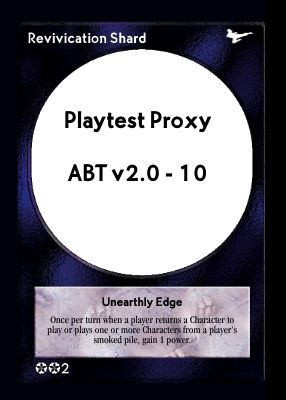 Revivication Shard
Playtest Proxy
ABT v2.0 - 10
Unearthly Edge
Once per turn when a player returns a Character to
play or plays one or more Characters from a player's
smoked pile, gain 1 power.
2